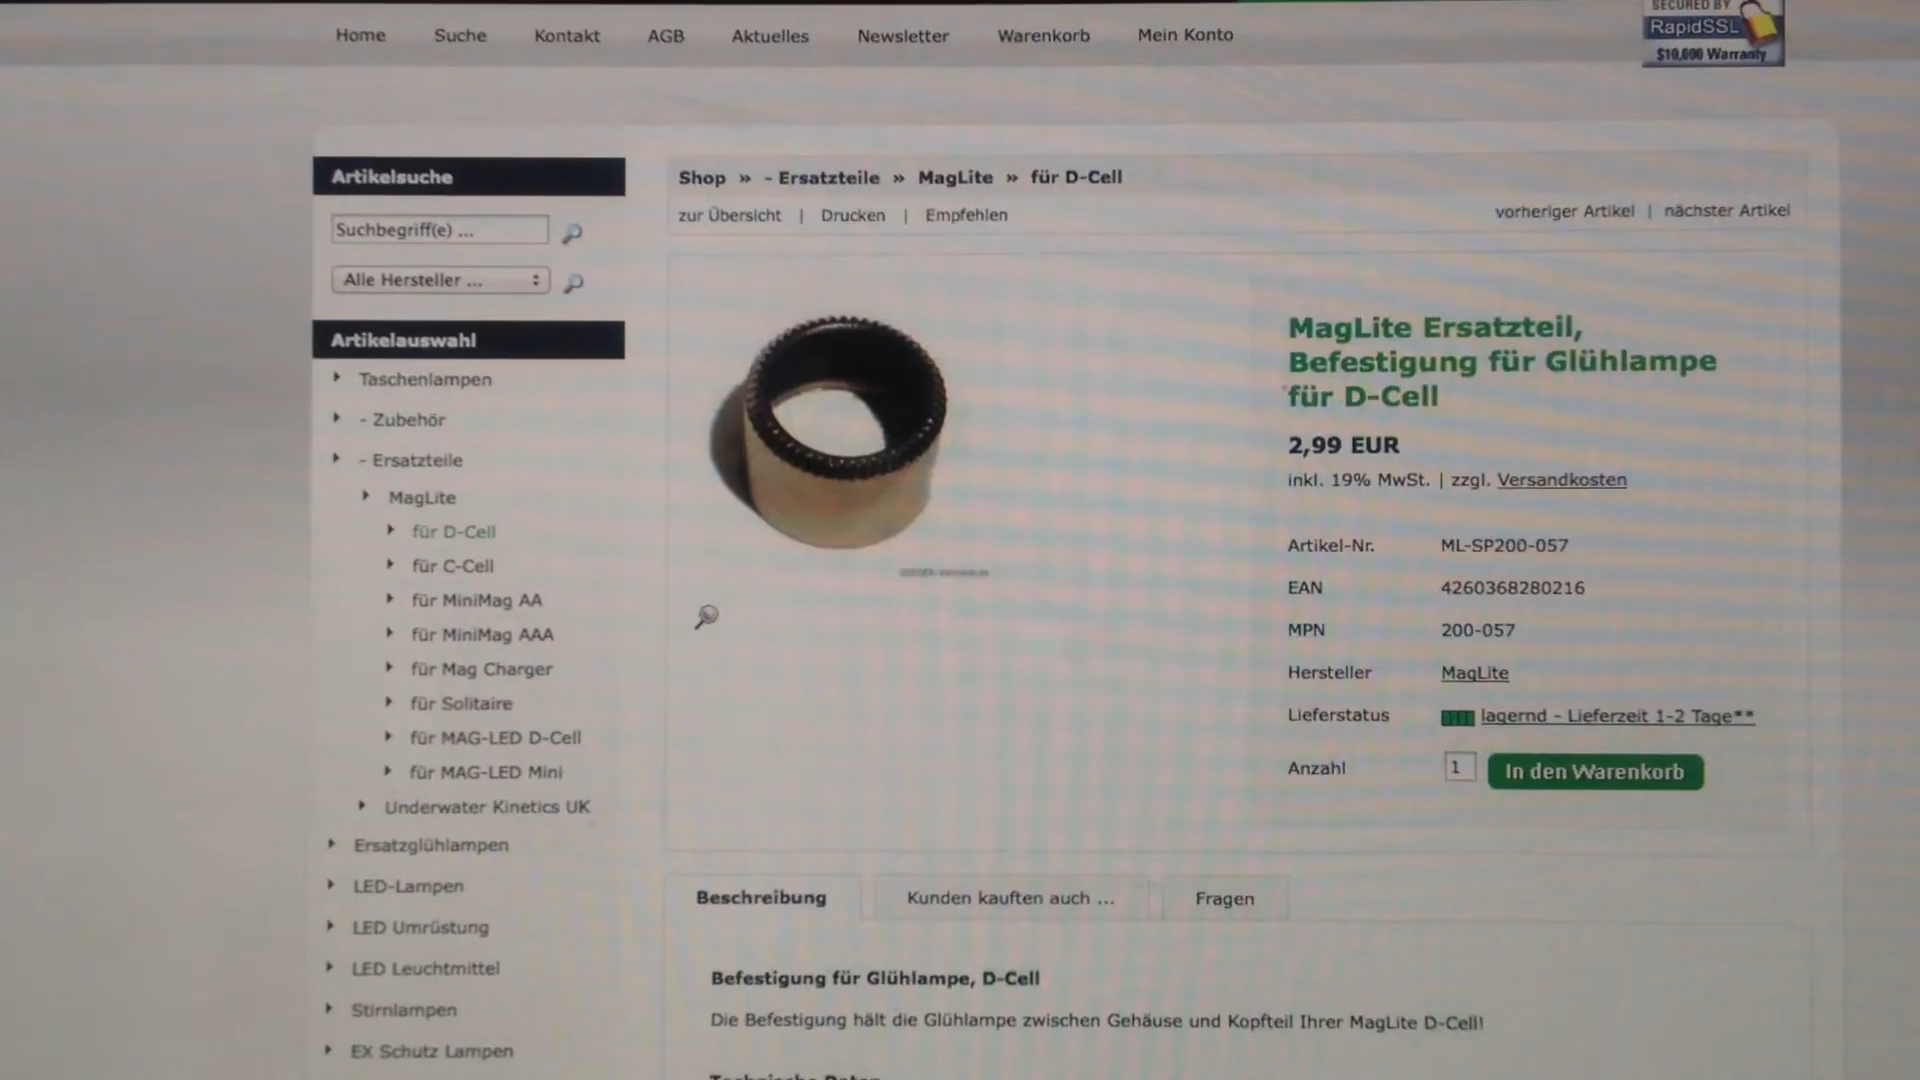 Home Suche Kontakt AGB Aktuelles Newsletter Warenkorb Mein Konto
SECURED BY
RapidSSL
$10,000 Warranty
Artikelsuche
Suchbegriff(e) ...
Alle Hersteller ...
Artikelauswahl
Taschenlampen
- Zubehör
- Ersatzteile
MagLite
für D-Cell
für C-Cell
für MiniMag AA
für MiniMag AAA
für Mag Charger
für Solitaire
für MAG-LED D-Cell
für MAG-LED Mini
Underwater Kinetics UK
Ersatzglühlampen
LED-Lampen
LED Umrüstung
LED Leuchtmittel
Stirnlampen
EX Schutz Lampen
Shop » - Ersatzteile » MagLite » für D-Cell
zur Übersicht | Drucken | Empfehlen
vorheriger Artikel | nächster Artikel
MagLite Ersatzteil,
Befestigung für Glühlampe
für D-Cell
2,99 EUR
inkl. 19% MwSt. | zzgl. Versandkosten
Artikel-Nr. ML-SP200-057
EAN 4260368280216
MPN 200-057
Hersteller MagLite
Lieferstatus lagernd - Lieferzeit 1-2 Tage**
Anzahl 1 In den Warenkorb
Beschreibung Kunden kauften auch ... Fragen
Befestigung für Glühlampe, D-Cell
Die Befestigung hält die Glühlampe zwischen Gehäuse und Kopfteil Ihrer MagLite D-Cell!